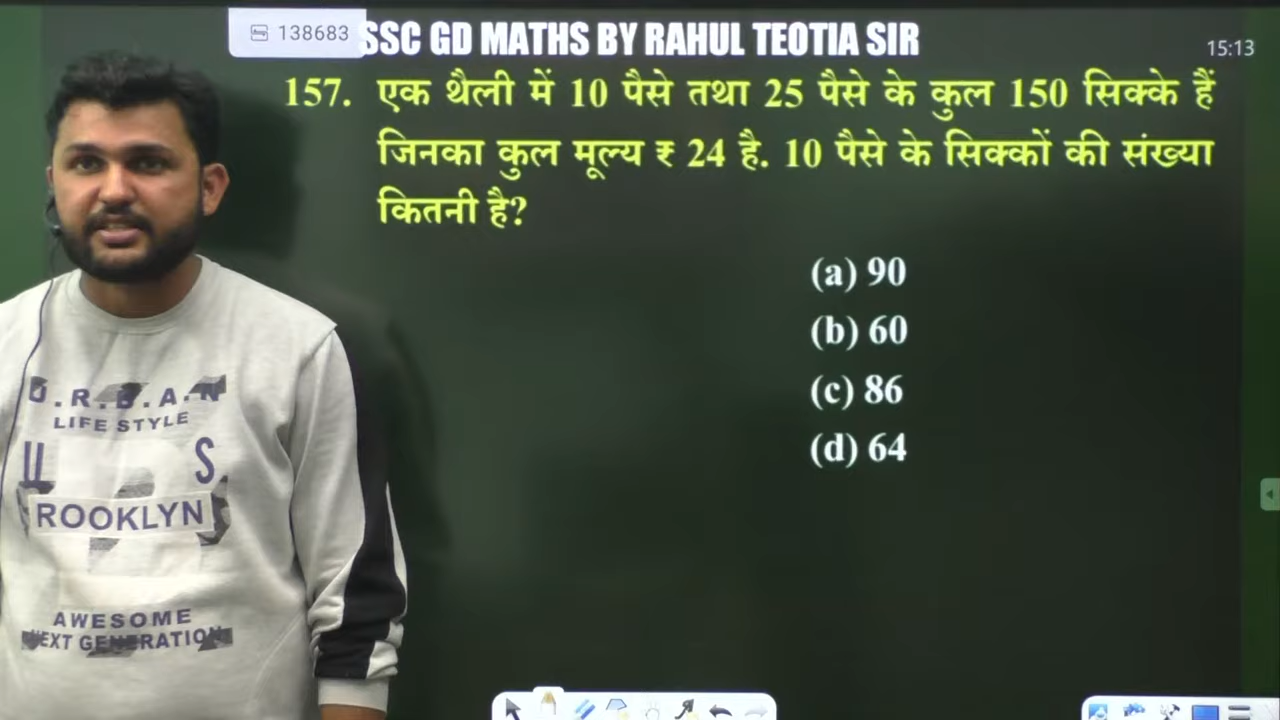 138683
SSC GD MATHS BY RAHUL TEOTIA SIR
15:13
157. एक थैली में 10 पैसे तथा 25 पैसे के कुल 150 सिक्के हैं
जिनका कुल मूल्य ₹ 24 है. 10 पैसे के सिक्कों की संख्या
कितनी है?
(a) 90
(b) 60
(c) 86
(d) 64
U.R.B.A.N
LIFE STYLE
U S
ROOKLYN
AWESOME
NEXT GENERATION